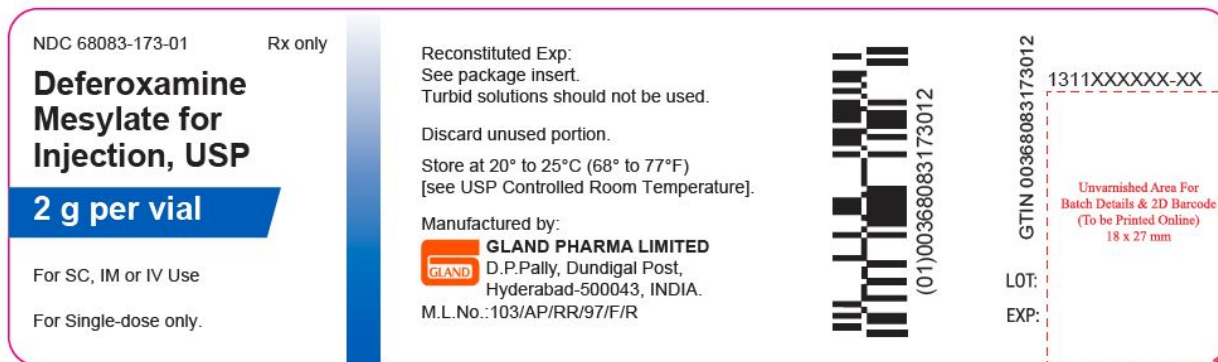 NDC 68083-173-01 Rx only
Deferoxamine
Mesylate for
Injection, USP
2 g per vial
For SC, IM or IV Use
For Single-dose only.
Reconstituted Exp:
See package insert.
Turbid solutions should not be used.
Discard unused portion.
Store at 20° to 25°C (68° to 77°F)
[see USP Controlled Room Temperature].
Manufactured by:
GLAND
GLAND PHARMA LIMITED
D.P.Pally, Dundigal Post,
Hyderabad-500043, INDIA.
M.L.No.:103/AP/RR/97/F/R
(01)00368083173012
GTIN 00368083173012
1311XXXXXX-XX
Unvarnished Area For
Batch Details & 2D Barcode
(To be Printed Online)
18 x 27 mm
LOT:
EXP: